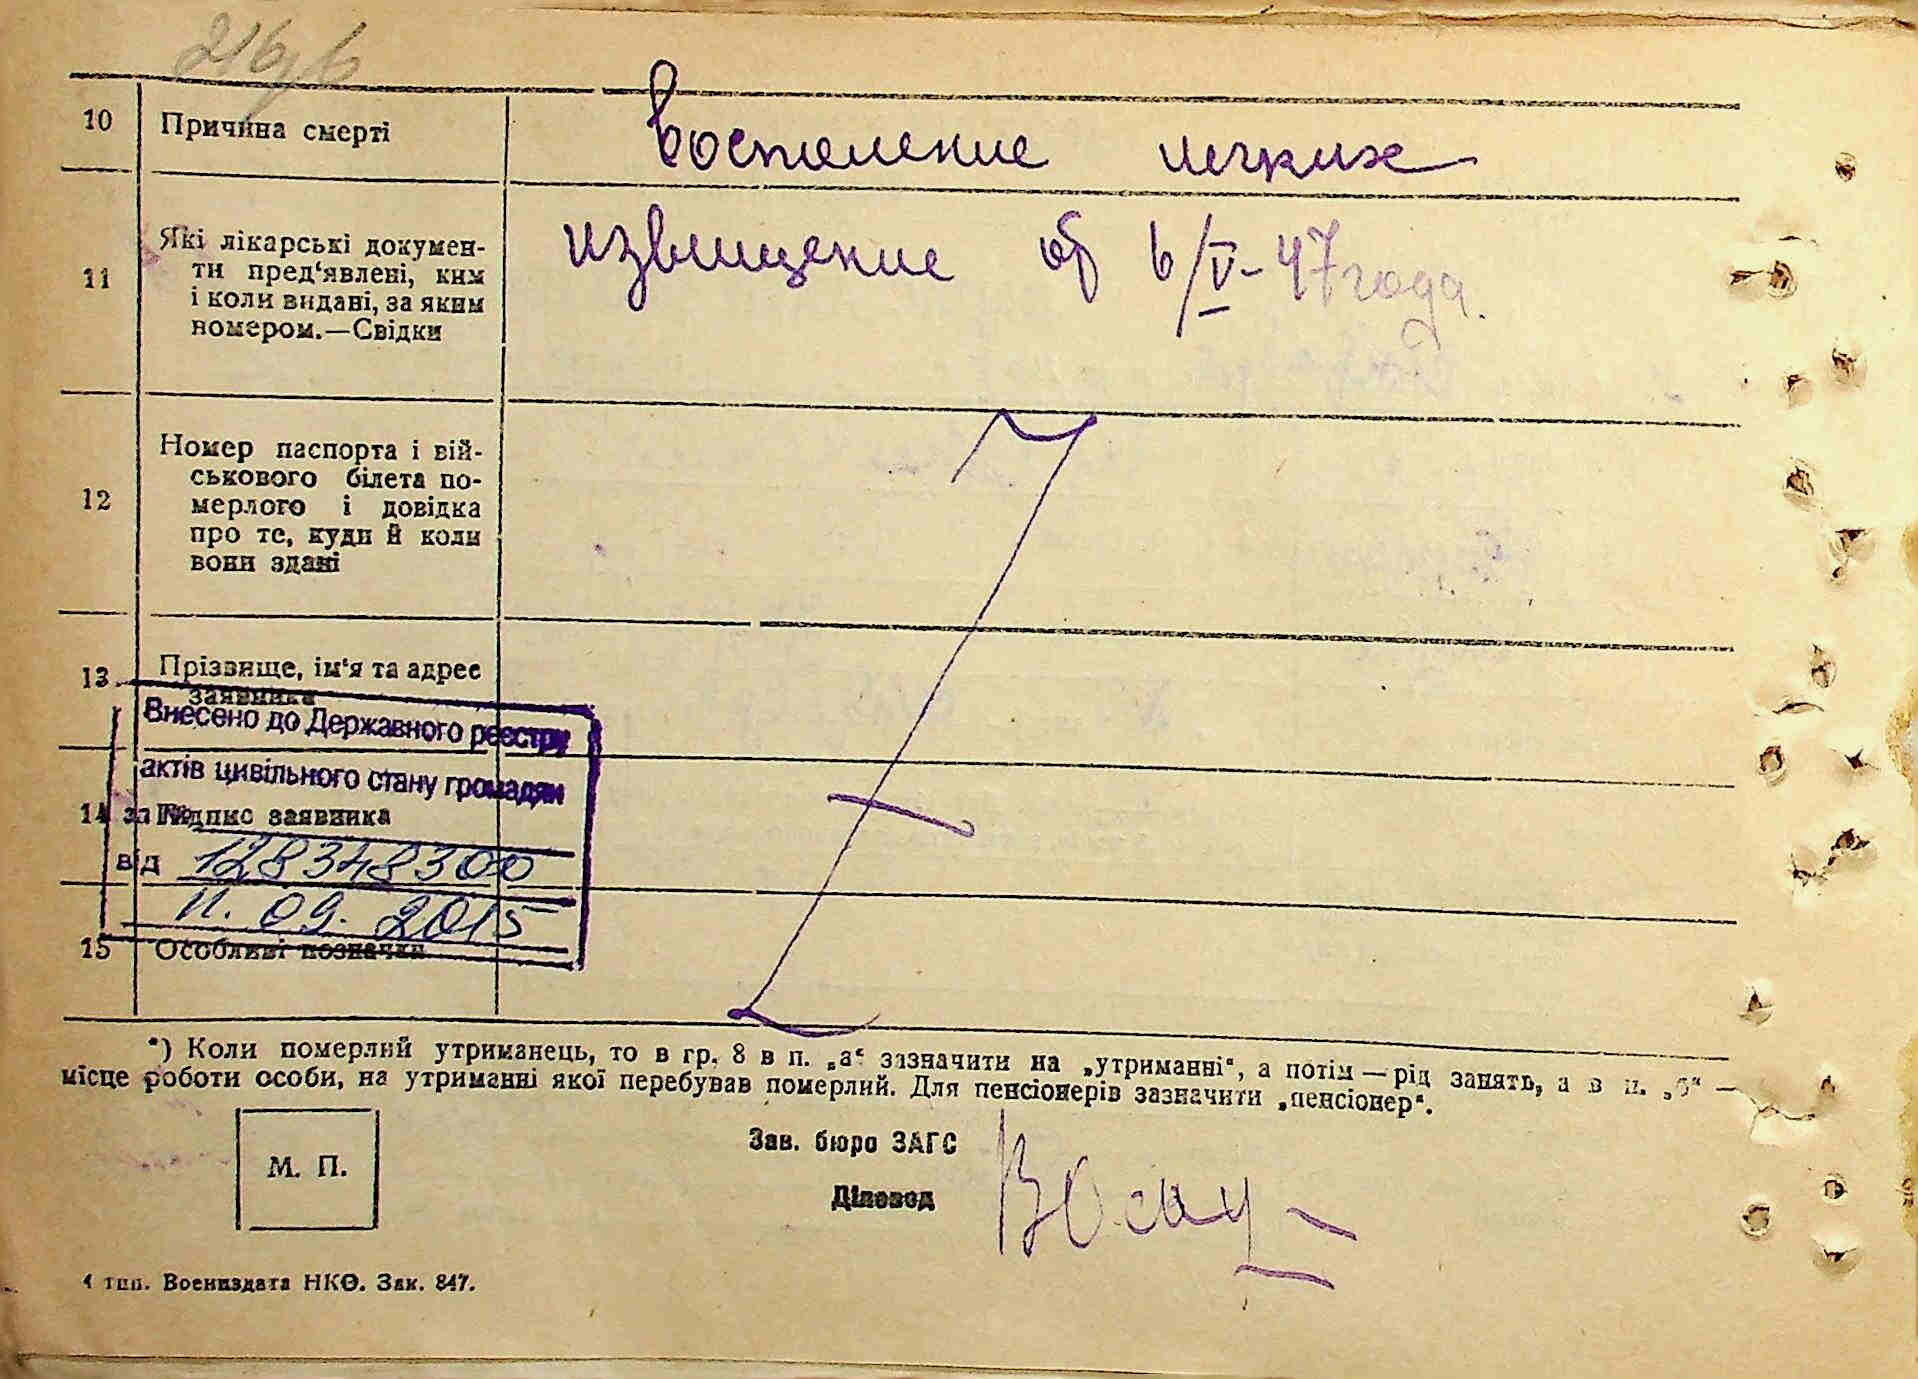 216
10 Причина смерті воспаление легких
11 Які лікарські докумен-
ти пред‘явлені, ким
і коли видані, за яким
номером.—Свідки
извещение об 6/V-47 года.
12 Номер паспорта і вій-
ськового білета по-
мерлого і довідка
про те, куди й коли
вони здані
13 Прізвище, ім‘я та адрес
заявника
Внесено до Державного реєстру
актів цивільного стану громадян
14 Підпис заявника
за №
від 128348300
11. 09. 2015
15 Особливі позначки
*) Коли померлий утриманець, то в гр. 8 в п. „а“ зазначити на „утриманні“, а потім — рід занять, а в п. „б“ —
місце роботи особи, на утриманні якої перебував померлий. Для пенсіонерів зазначити „пенсіонер“.
Зав. бюро ЗАГС
М. П.
Діловод
4 тип. Воениздата НКО. Зак. 847.